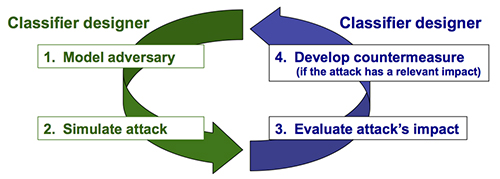 Classifier designer
1. Model adversary
2. Simulate attack
Classifier designer
4. Develop countermeasure
(if the attack has a relevant impact)
3. Evaluate attack's impact